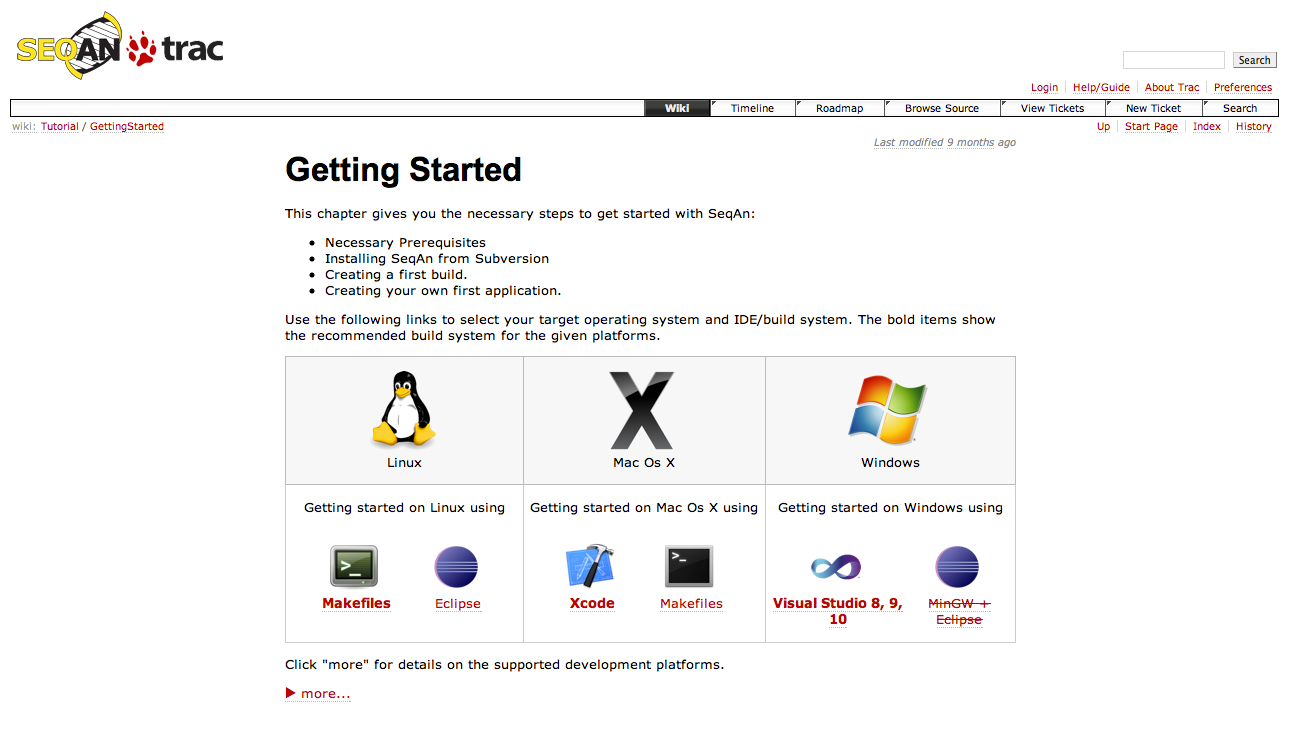 SEQAN trac
Search
Login Help/Guide About Trac Preferences
Wiki Timeline Roadmap Browse Source View Tickets New Ticket Search
wiki: Tutorial / GettingStarted
Up Start Page Index History
Last modified 9 months ago
Getting Started
This chapter gives you the necessary steps to get started with SeqAn:
• Necessary Prerequisites
• Installing SeqAn from Subversion
• Creating a first build.
• Creating your own first application.
Use the following links to select your target operating system and IDE/build system. The bold items show
the recommended build system for the given platforms.
Linux Mac Os X Windows
Getting started on Linux using Getting started on Mac Os X using Getting started on Windows using
>_ >_
Makefiles Eclipse Xcode Makefiles Visual Studio 8, 9, MinGW +
10 Eclipse
Click "more" for details on the supported development platforms.
more...